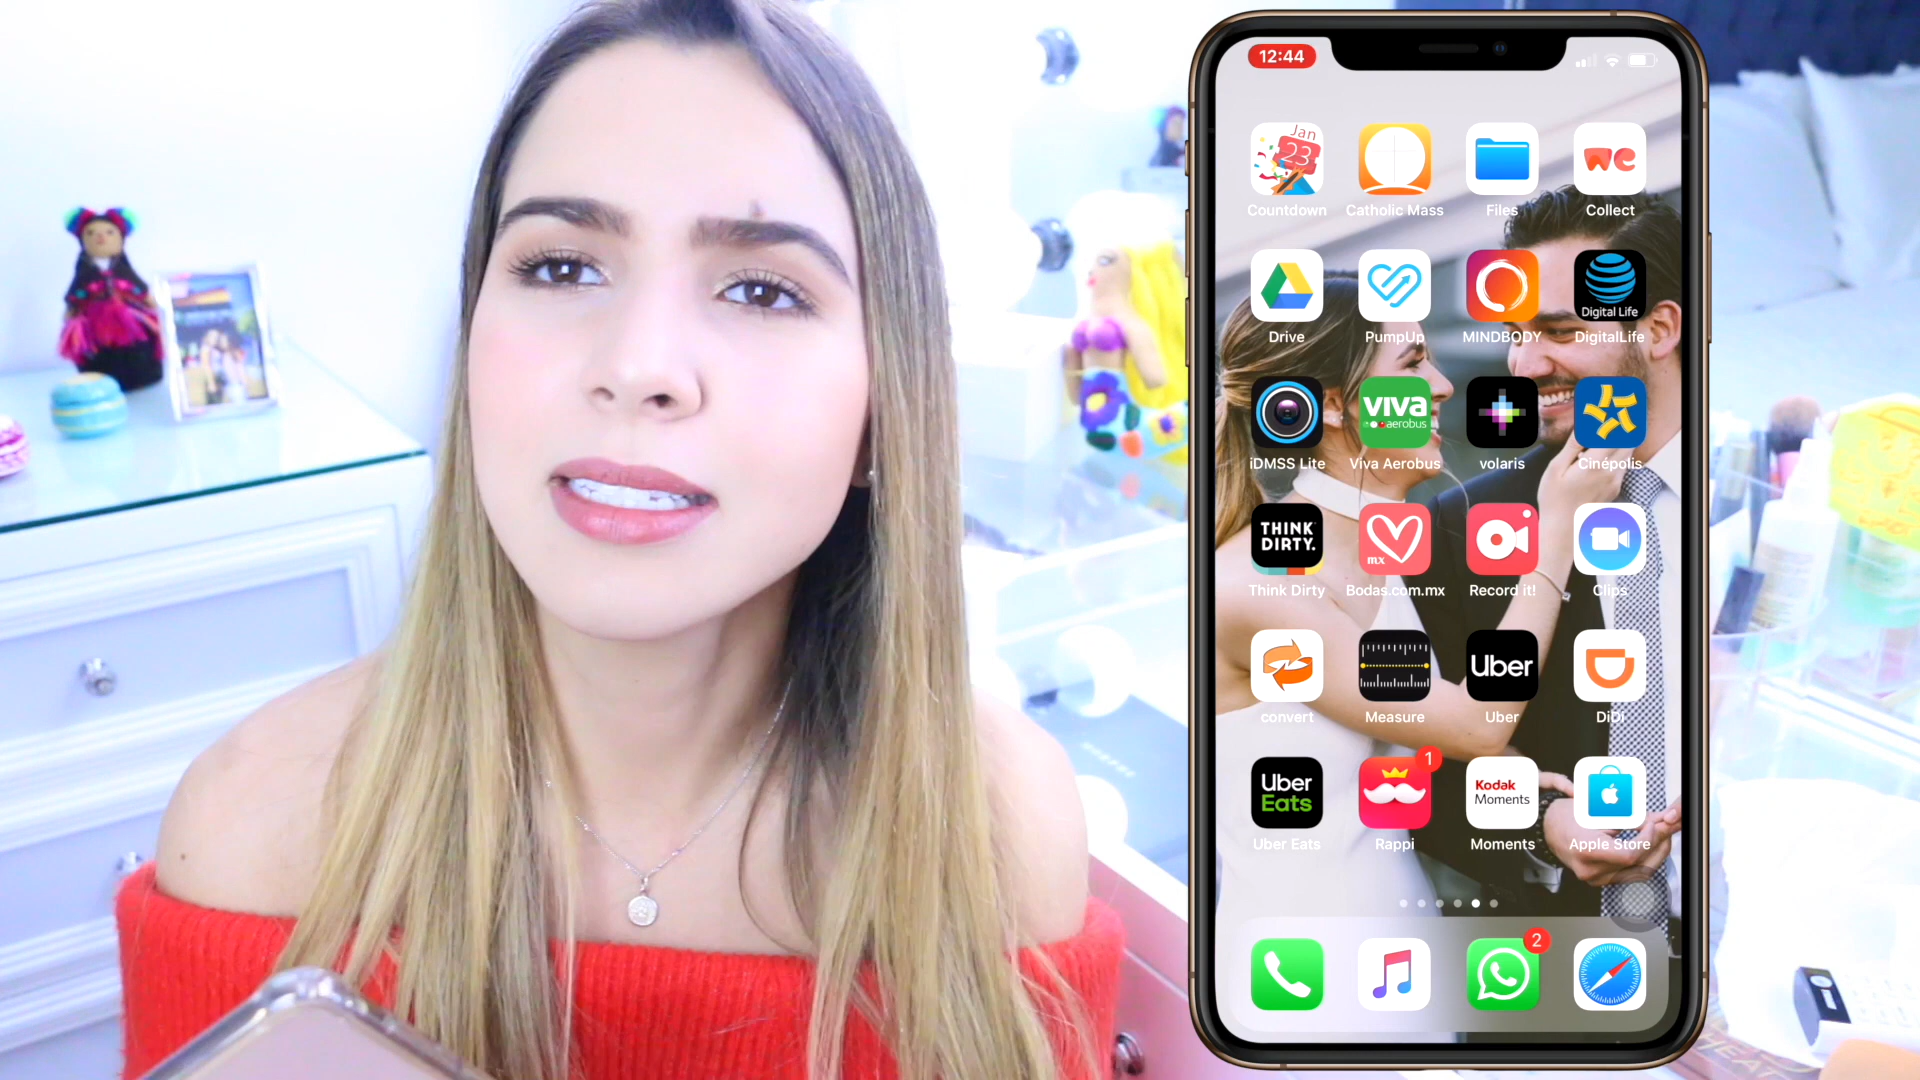 12:44
Jan
23
we
Countdown
Catholic Mass
Files
Collect
Digital Life
Drive
PumpUp
MINDBODY
DigitalLife
viva
aerobus
iDMSS Lite
Viva Aerobus
volaris
Cinépolis
THINK
DIRTY.
mx
Think Dirty
Bodas.com.mx
Record it!
Clips
Uber
convert
Measure
Uber
DiDi
Uber
Eats
1
Kodak
Moments
Uber Eats
Rappi
Moments
Apple Store
2